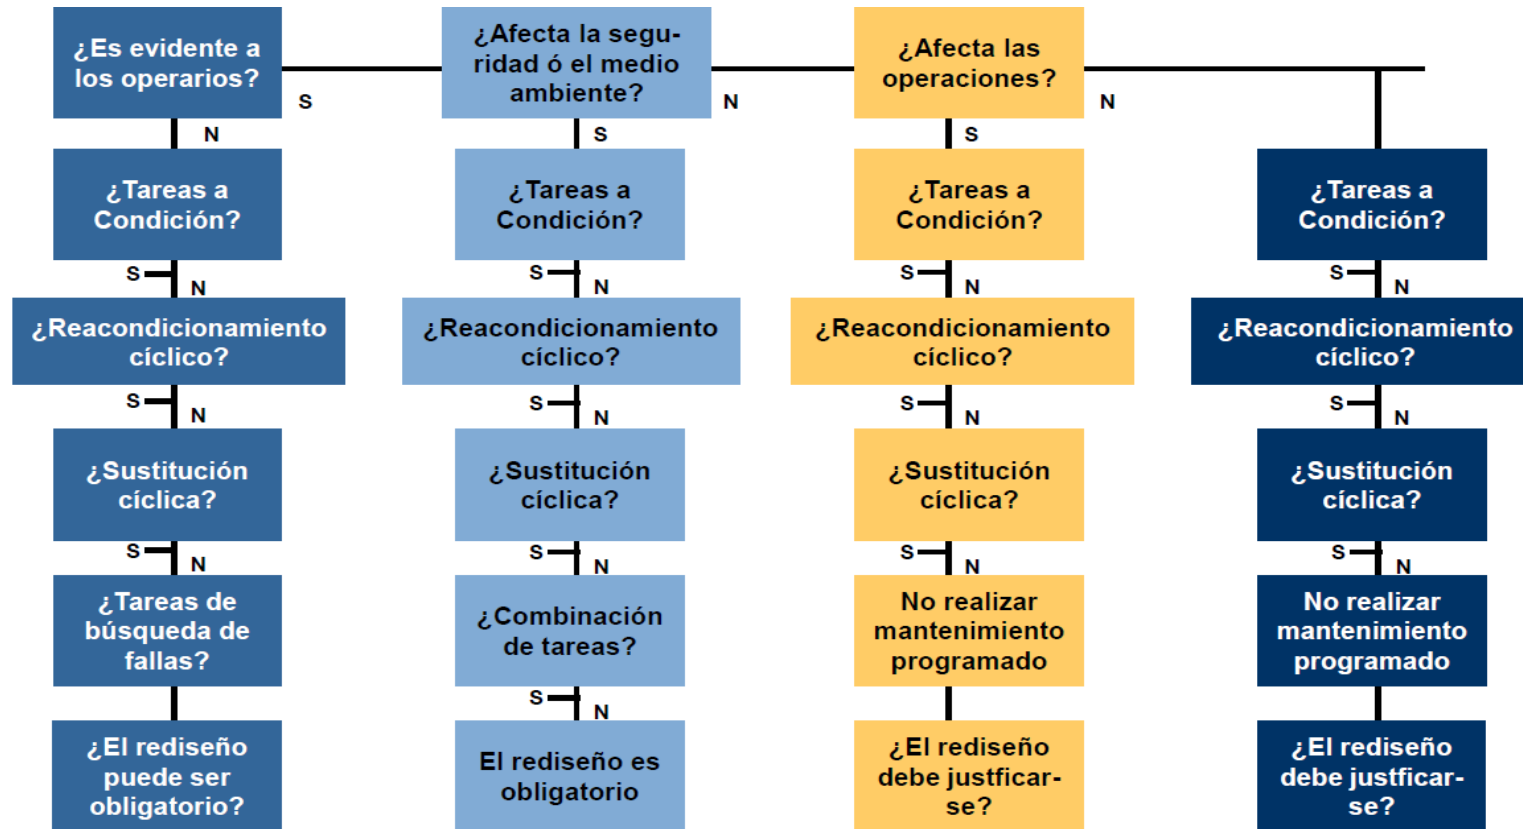 ¿Es evidente a
los operarios?
¿Afecta la segu-
ridad ó el medio
ambiente?
¿Afecta las
operaciones?
S
N
N
N
S
S
¿Tareas a
Condición?
¿Tareas a
Condición?
¿Tareas a
Condición?
¿Tareas a
Condición?
S
N
S
N
S
N
S
N
¿Reacondicionamiento
cíclico?
¿Reacondicionamiento
cíclico?
¿Reacondicionamiento
cíclico?
¿Reacondicionamiento
cíclico?
S
N
S
N
S
N
S
N
¿Sustitución
cíclica?
¿Sustitución
cíclica?
¿Sustitución
cíclica?
¿Sustitución
cíclica?
S
N
S
N
S
N
S
N
¿Tareas de
búsqueda de
fallas?
¿Combinación
de tareas?
No realizar
mantenimiento
programado
No realizar
mantenimiento
programado
S
N
¿El rediseño
puede ser
obligatorio?
El rediseño es
obligatorio
¿El rediseño
debe justficar-
se?
¿El rediseño
debe justficar-
se?